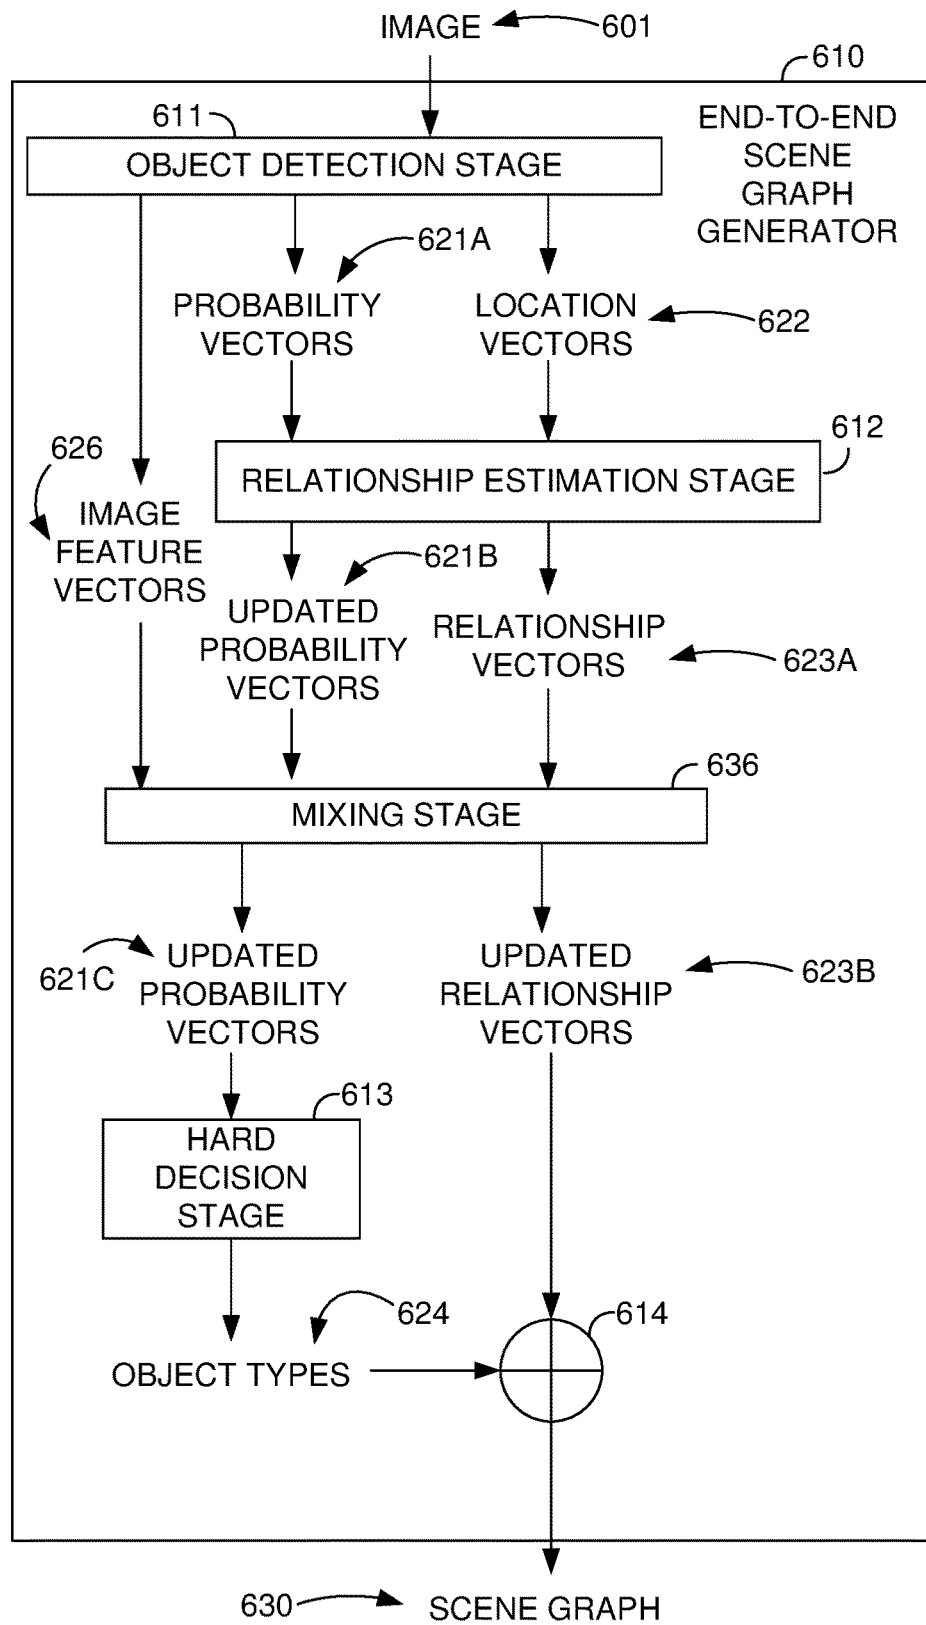 IMAGE 601
610
END-TO-END
SCENE
GRAPH
GENERATOR
611
OBJECT DETECTION STAGE
621A
PROBABILITY
VECTORS
LOCATION
VECTORS
622
612
RELATIONSHIP ESTIMATION STAGE
626
IMAGE
FEATURE
VECTORS
621B
UPDATED
PROBABILITY
VECTORS
RELATIONSHIP
VECTORS
623A
636
MIXING STAGE
621C
UPDATED
PROBABILITY
VECTORS
UPDATED
RELATIONSHIP
VECTORS
623B
613
HARD
DECISION
STAGE
624
OBJECT TYPES
614
630
SCENE GRAPH